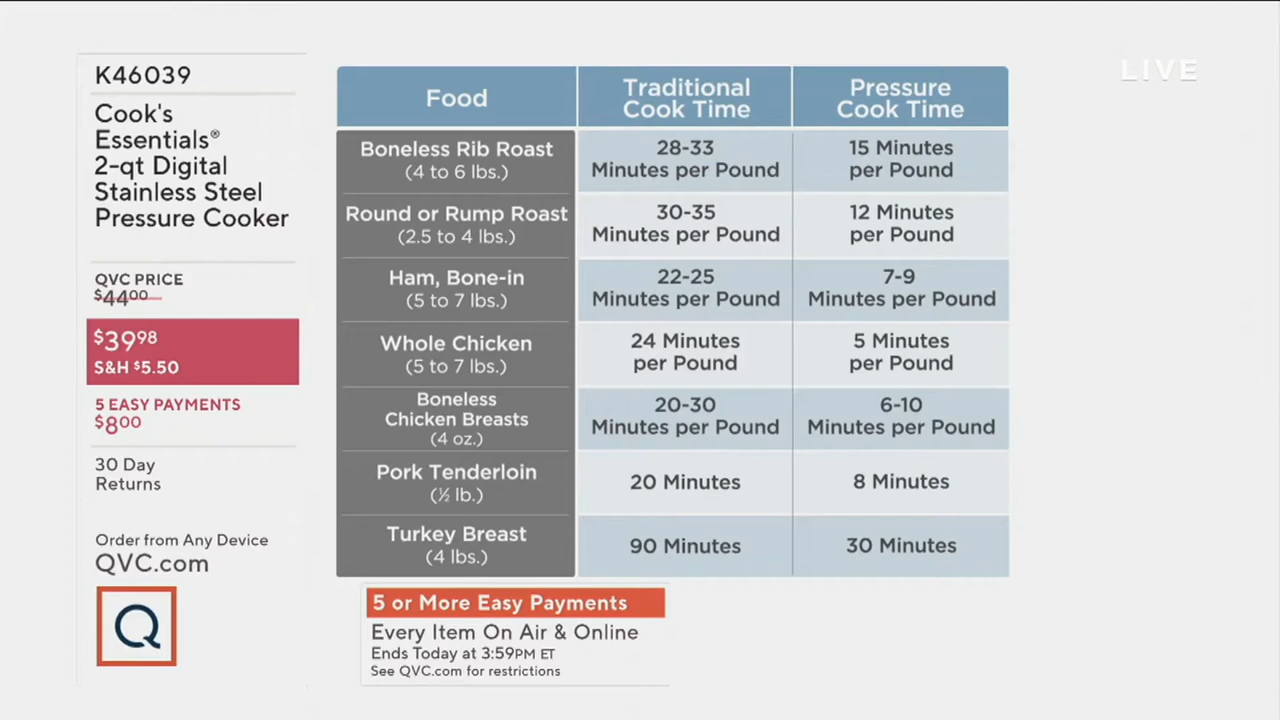 K46039
Cook's
Essentials®
2-qt Digital
Stainless Steel
Pressure Cooker
QVC PRICE
$4400
$3998
S&H $5.50
5 EASY PAYMENTS
$800
30 Day
Returns
Order from Any Device
QVC.com
Q
LIVE
Food
Traditional
Cook Time
Pressure
Cook Time
Boneless Rib Roast
(4 to 6 lbs.)
28-33
Minutes per Pound
15 Minutes
per Pound
Round or Rump Roast
(2.5 to 4 lbs.)
30-35
Minutes per Pound
12 Minutes
per Pound
Ham, Bone-in
(5 to 7 lbs.)
22-25
Minutes per Pound
7-9
Minutes per Pound
Whole Chicken
(5 to 7 lbs.)
24 Minutes
per Pound
5 Minutes
per Pound
Boneless
Chicken Breasts
(4 oz.)
20-30
Minutes per Pound
6-10
Minutes per Pound
Pork Tenderloin
(½ lb.)
20 Minutes
8 Minutes
Turkey Breast
(4 lbs.)
90 Minutes
30 Minutes
5 or More Easy Payments
Every Item On Air & Online
Ends Today at 3:59PM ET
See QVC.com for restrictions